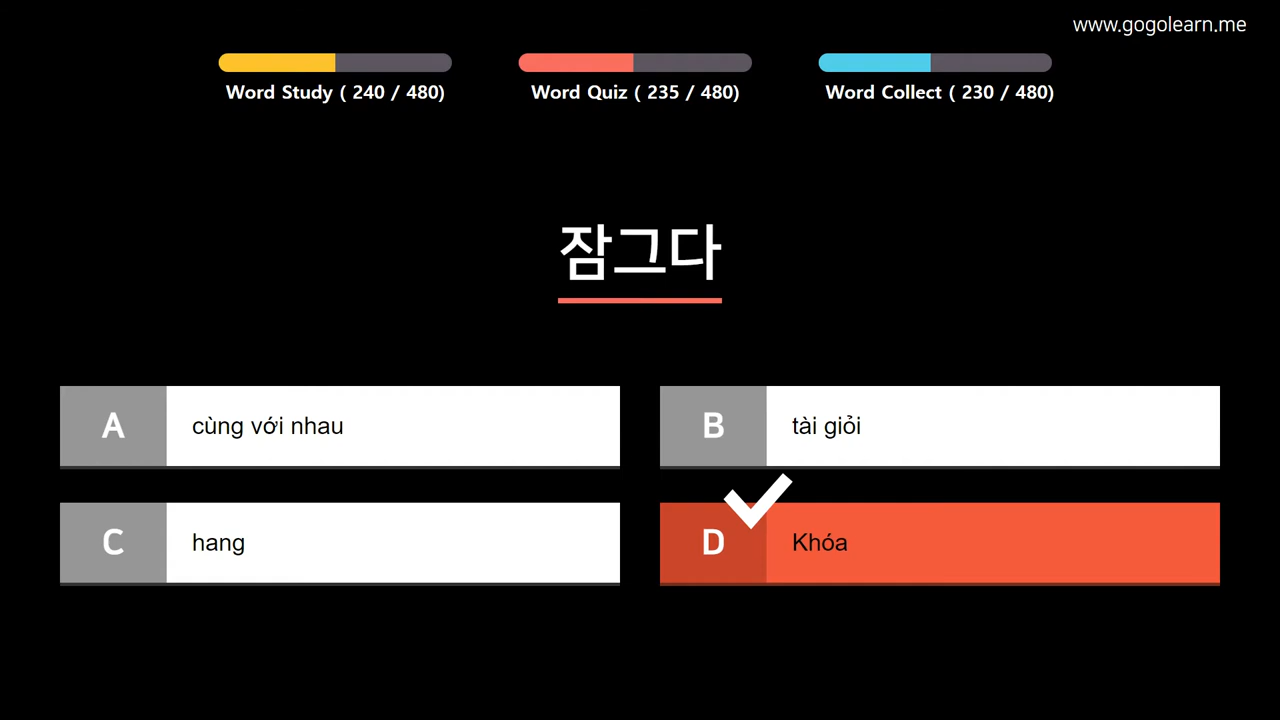 www.gogolearn.me
Word Study ( 240 / 480)
Word Quiz ( 235 / 480)
Word Collect ( 230 / 480)
잠그다
A cùng với nhau
B tài giỏi
C hang
D Khóa